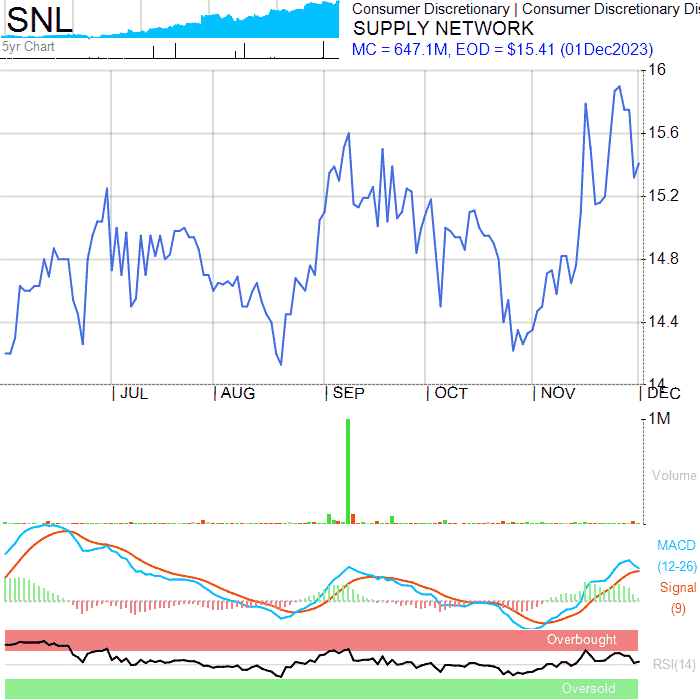 SNL
5yr Chart
Consumer Discretionary | Consumer Discretionary Dis
SUPPLY NETWORK
MC = 647.1M, EOD = $15.41 (01Dec2023)
16
15.6
15.2
14.8
14.4
14
JUL
AUG
SEP
OCT
NOV
DEC
1M
Volume
MACD
(12-26)
Signal
(9)
Overbought
RSI(14)
Oversold